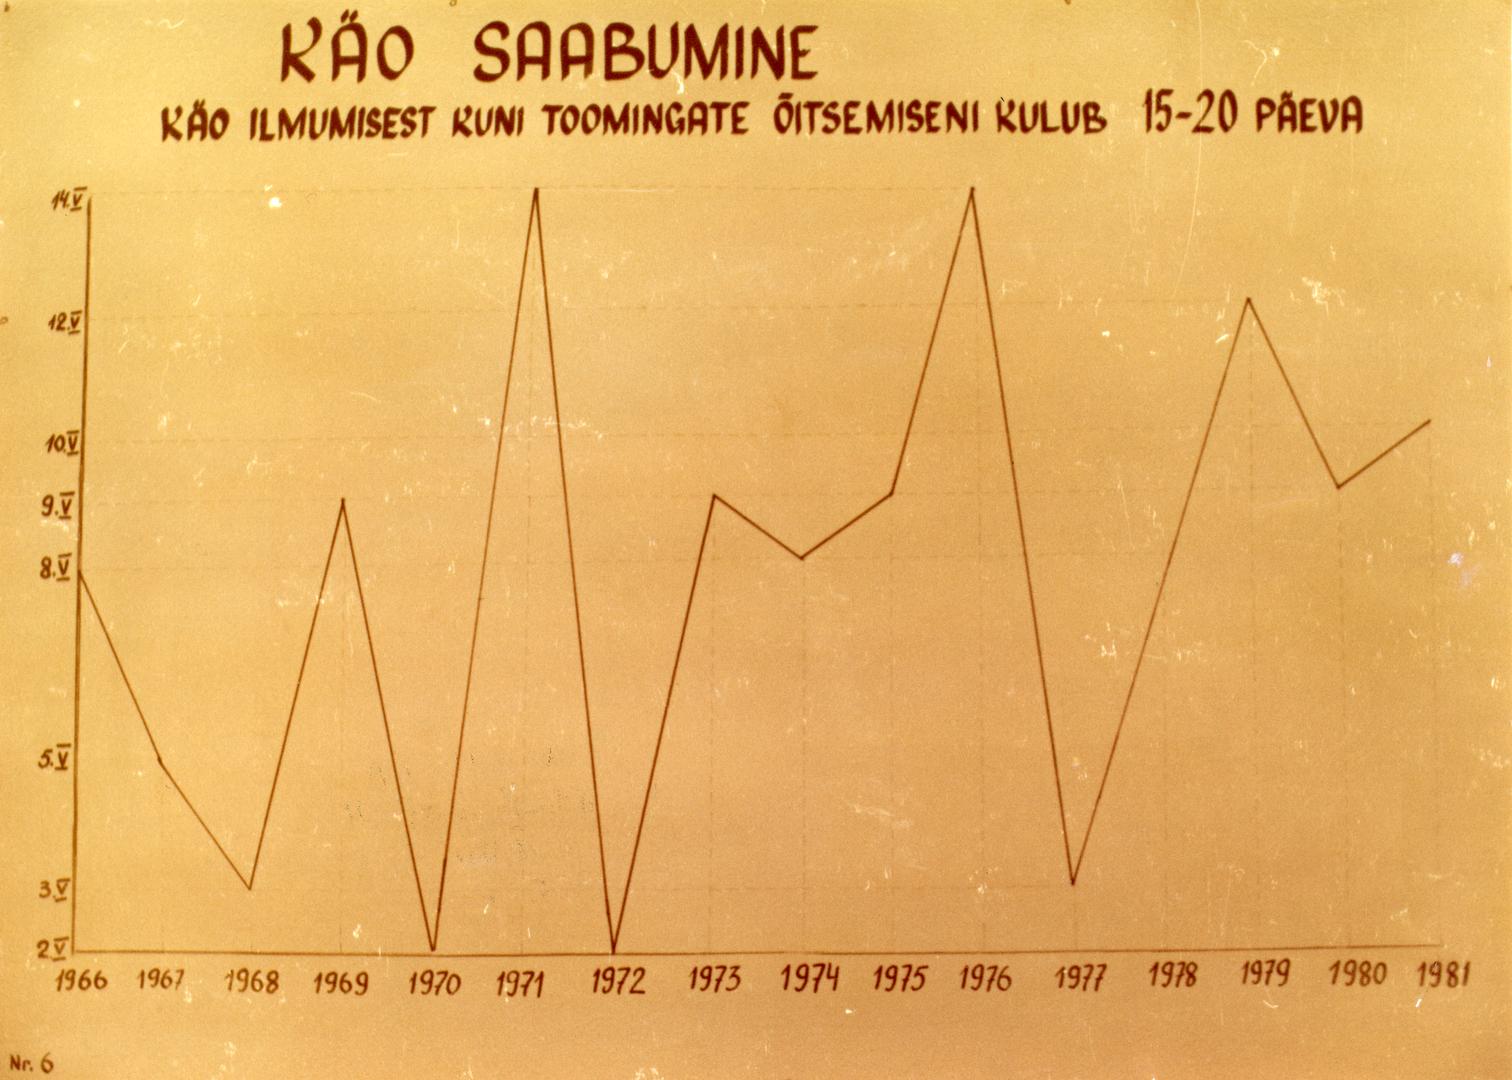 KÄO SAABUMINE
KÄO ILMUMISEST KUNI TOOMINGATE ÕITSEMISENI KULUB 15-20 PÄEVA
14.V
12.V
10.V
9.V
8.V
5.V
3.V
2.V
1966 1967 1968 1969 1970 1971 1972 1973 1974 1975 1976 1977 1978 1979 1980 1981
Nr. 6